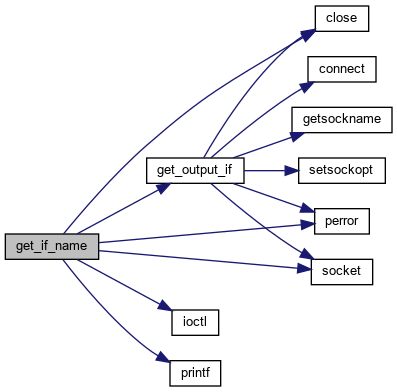 close
connect
getsockname
get_output_if
setsockopt
perror
get_if_name
socket
ioctl
printf